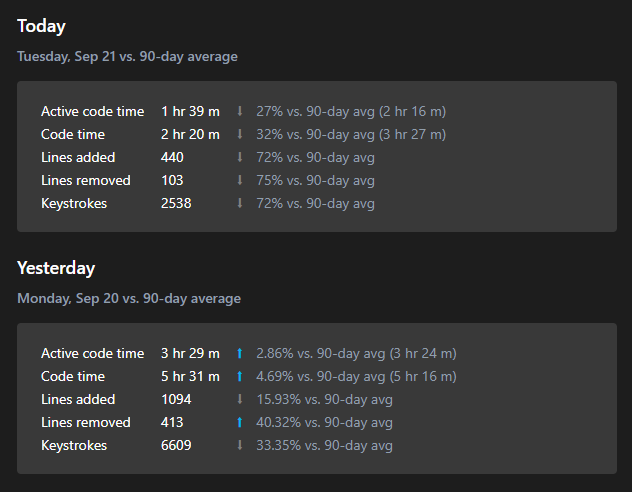 Today
Tuesday, Sep 21 vs. 90-day average
Active code time 1 hr 39 m ↓ 27% vs. 90-day avg (2 hr 16 m)
Code time 2 hr 20 m ↓ 32% vs. 90-day avg (3 hr 27 m)
Lines added 440 ↓ 72% vs. 90-day avg
Lines removed 103 ↓ 75% vs. 90-day avg
Keystrokes 2538 ↓ 72% vs. 90-day avg
Yesterday
Monday, Sep 20 vs. 90-day average
Active code time 3 hr 29 m ↑ 2.86% vs. 90-day avg (3 hr 24 m)
Code time 5 hr 31 m ↑ 4.69% vs. 90-day avg (5 hr 16 m)
Lines added 1094 ↓ 15.93% vs. 90-day avg
Lines removed 413 ↑ 40.32% vs. 90-day avg
Keystrokes 6609 ↓ 33.35% vs. 90-day avg